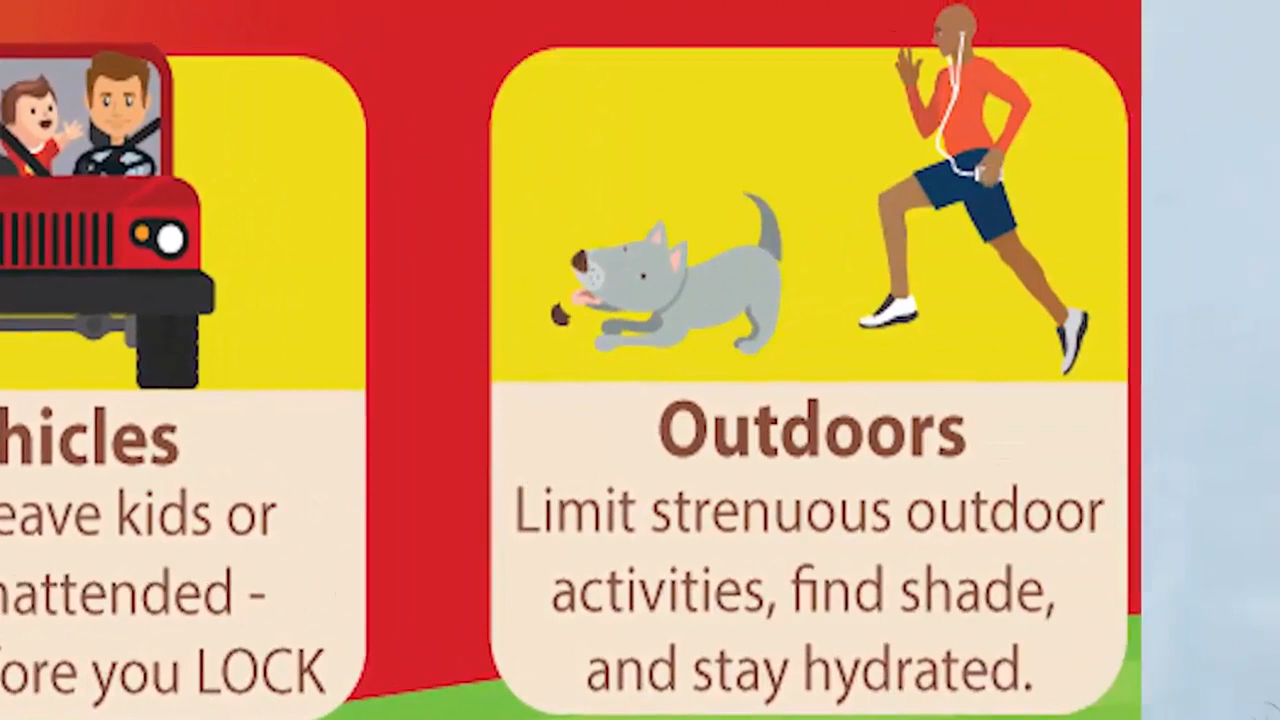 hicles
eave kids or
nattended -
fore you LOCK
Outdoors
Limit strenuous outdoor
activities, find shade,
and stay hydrated.